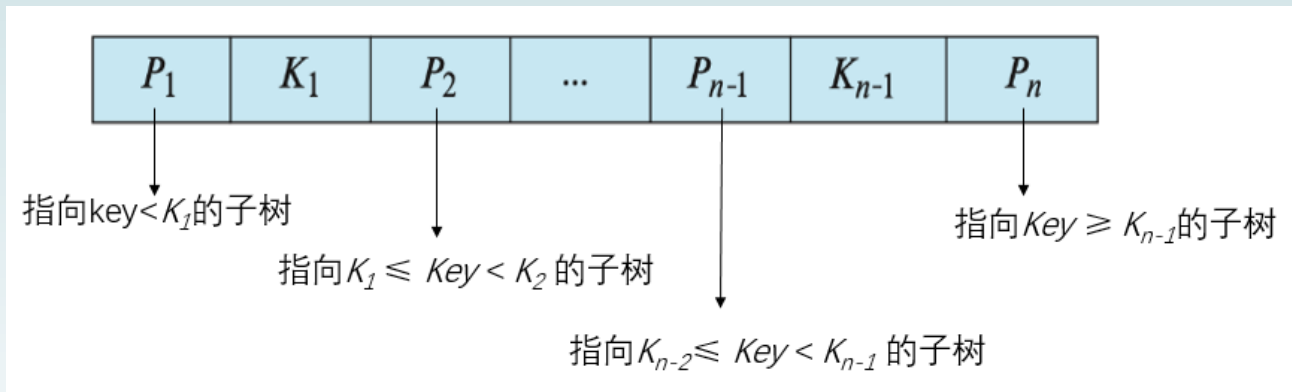 P₁ K₁ P₂ ... Pₙ₋₁ Kₙ₋₁ Pₙ
指向key<K₁的子树
指向Key ≥ Kₙ₋₁的子树
指向K₁ ≤ Key < K₂ 的子树
指向Kₙ₋₂≤ Key < Kₙ₋₁ 的子树